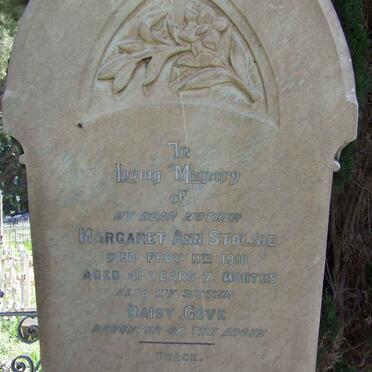 In
Loving Memory
of
MY DEAR MOTHER
MARGARET ANN STOLSIE
DIED FEBY 11TH 1910
AGED 41 YEARS 7 MONTHS
ALSO MY SISTER
DAISY GOVE
DAUGHTER OF THE ABOVE
PEACE.